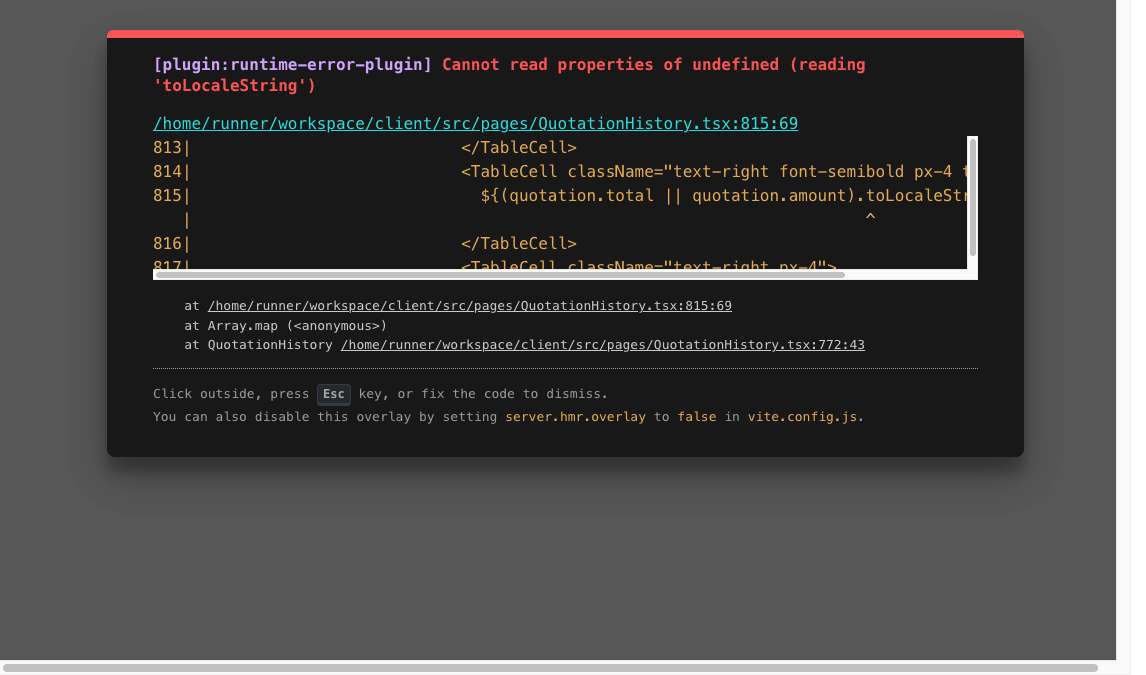 [plugin:runtime-error-plugin] Cannot read properties of undefined (reading
'toLocaleString')
/home/runner/workspace/client/src/pages/QuotationHistory.tsx:815:69
813|                            </TableCell>
814|                            <TableCell className="text-right font-semibold px-4
815|                              ${(quotation.total || quotation.amount).toLocaleStr
   |                                                                     ^
816|                            </TableCell>
817|                            <TableCell className="text-right px-4">
at /home/runner/workspace/client/src/pages/QuotationHistory.tsx:815:69
at Array.map (<anonymous>)
at QuotationHistory /home/runner/workspace/client/src/pages/QuotationHistory.tsx:772:43
Click outside, press Esc key, or fix the code to dismiss.
You can also disable this overlay by setting server.hmr.overlay to false in vite.config.js.